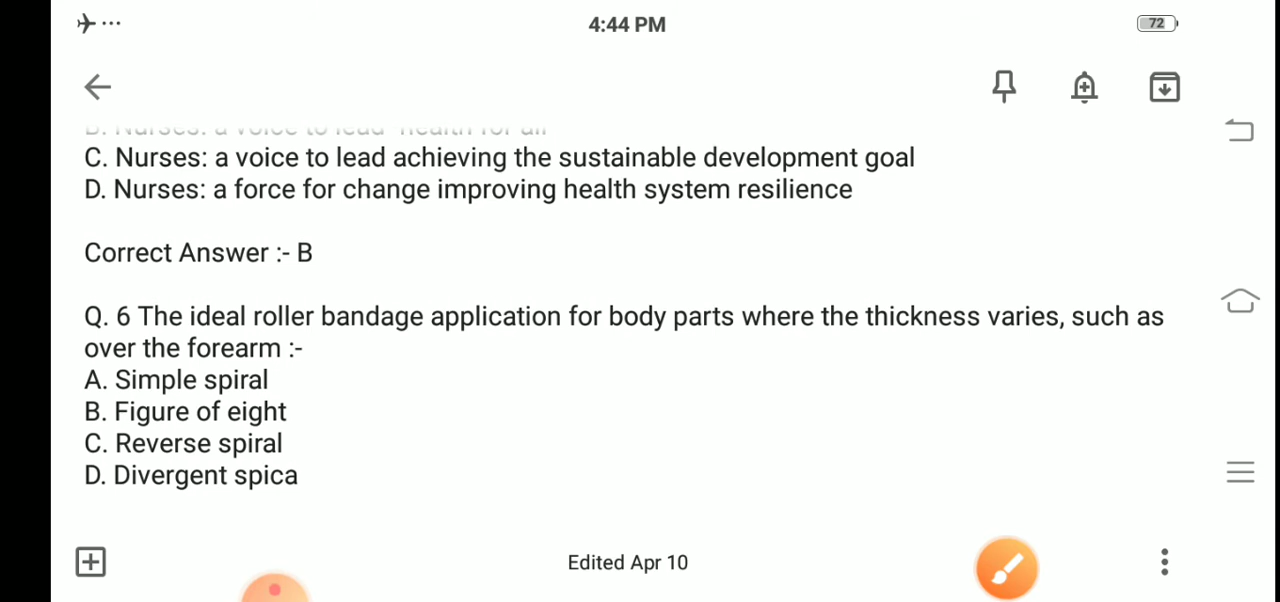 4:44 PM
72
C. Nurses: a voice to lead achieving the sustainable development goal
D. Nurses: a force for change improving health system resilience
Correct Answer :- B
Q. 6 The ideal roller bandage application for body parts where the thickness varies, such as
over the forearm :-
A. Simple spiral
B. Figure of eight
C. Reverse spiral
D. Divergent spica
Edited Apr 10